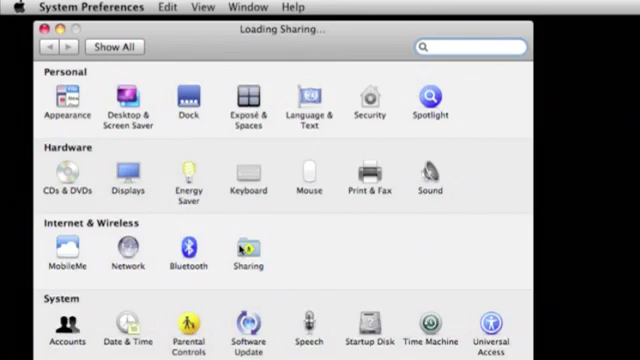 System Preferences Edit View Window Help
Loading Sharing...
Show All
Personal
Appearance Desktop & Screen Saver Dock Exposé & Spaces Language & Text Security Spotlight
Hardware
CDs & DVDs Displays Energy Saver Keyboard Mouse Print & Fax Sound
Internet & Wireless
MobileMe Network Bluetooth Sharing
System
Accounts Date & Time Parental Controls Software Update Speech Startup Disk Time Machine Universal Access